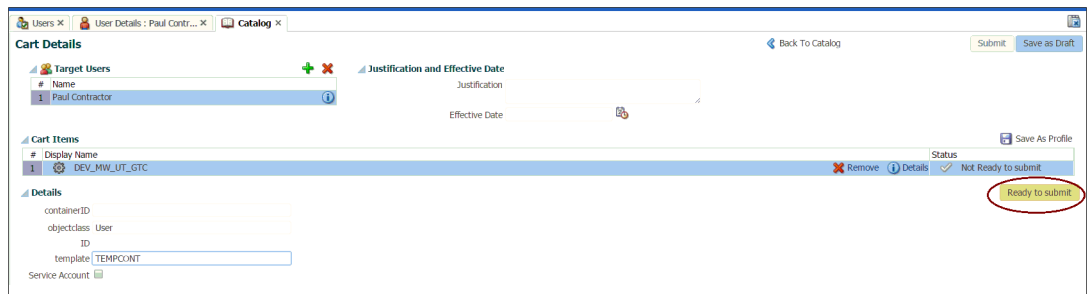 Users × User Details : Paul Contr... × Catalog ×
Cart Details Back To Catalog Submit Save as Draft
Target Users Justification and Effective Date
# Name Justification
1 Paul Contractor
Effective Date
Cart Items Save As Profile
# Display Name Status
1 DEV_MW_UT_GTC Remove Details Not Ready to submit
Details Ready to submit
containerID
objectclass User
ID
template TEMPCONT
Service Account